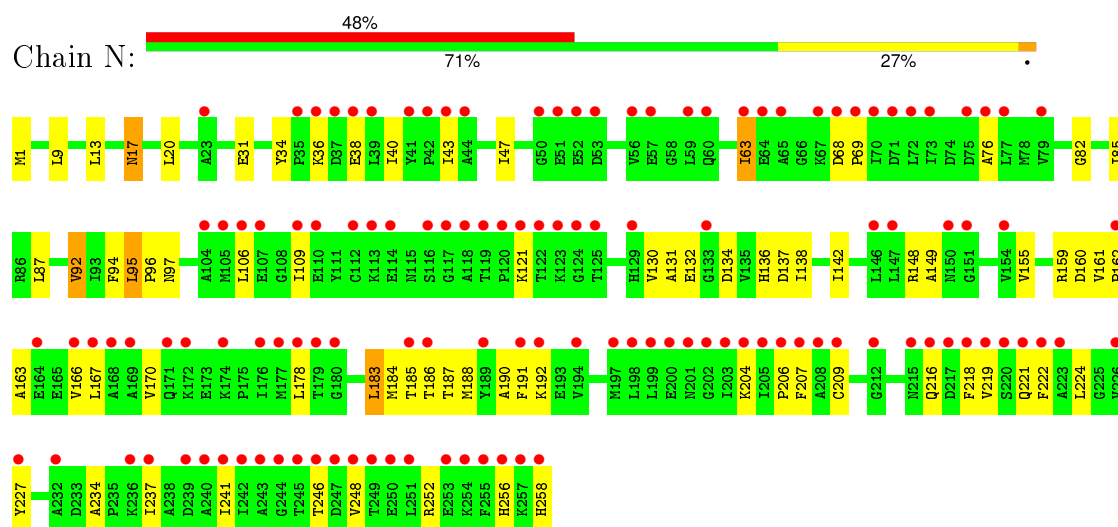 48%
Chain N:
71% 27% •
M1 I9 L13 N17 L20 A23 E31 Y34 P35 K36 D37 E38 L39 I40 Y41 P42 I43 A44 I47 G50 E51 E52 D53 V56 E57 G58 L59 Q60 I63 E64 A65 G66 K67 D68 P69 I70 D71 L72 I73 D74 D75 A76 L77 M78 V79 G82 I85
R86 L87 V92 I93 F94 L95 P96 N97 A104 M105 L106 E107 G108 I109 E110 Y111 C112 K113 E114 N115 S116 G117 A118 T119 P120 K121 T122 K123 G124 T125 H129 V130 A131 E132 G133 D134 V135 H136 D137 I138 I142 L146 L147 R148 A149 N150 G151 V154 V155 R159 D160 V161 P162
A163 E164 E165 V166 L167 A168 A169 V170 Q171 K172 E173 K174 P175 I176 M177 L178 T179 G180 L183 M184 T185 T186 T187 M188 Y189 A190 F191 K192 E193 V194 M197 L198 L199 E200 N201 G202 I203 K204 I205 P206 F207 A208 C209 G212 N215 Q216 D217 F218 V219 S220 Q221 F222 A223 L224 G225 V226
Y227 A232 D233 A234 P235 K236 I237 A238 D239 A240 I241 I242 A243 G244 T245 T246 D247 V248 T249 E250 L251 R252 E253 K254 F255 H256 K257 H258